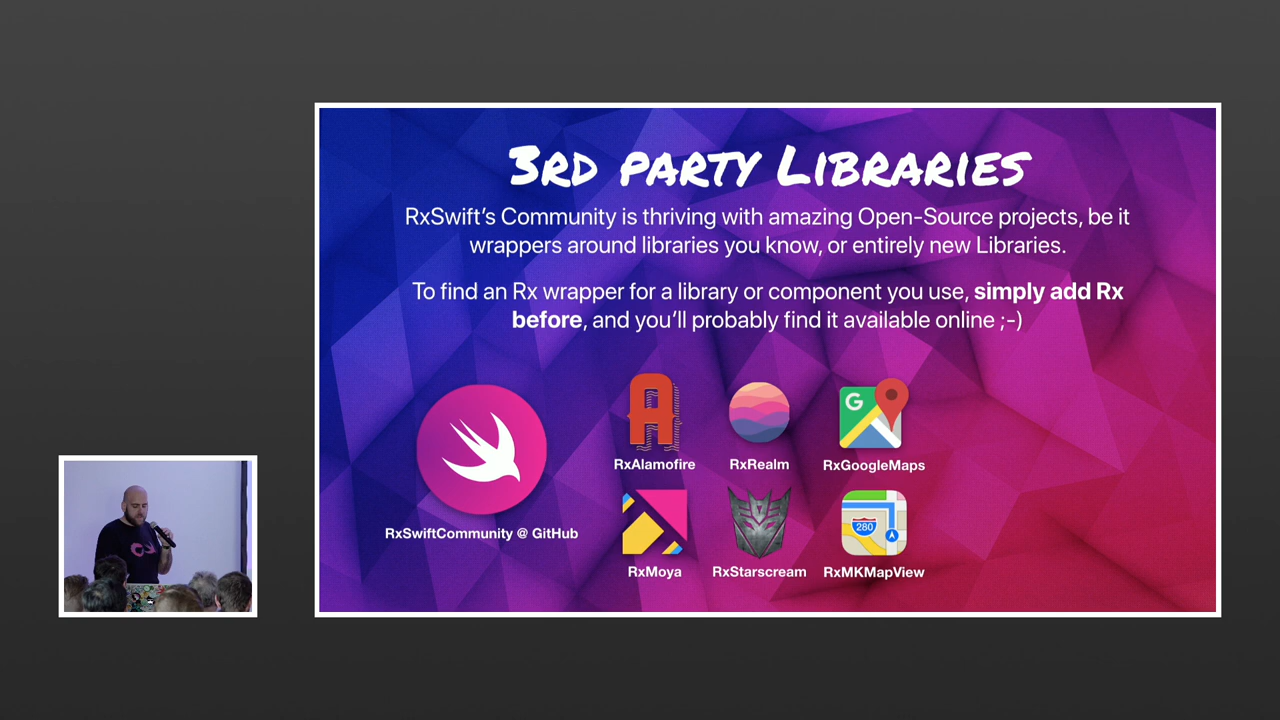 3rd party Libraries
RxSwift’s Community is thriving with amazing Open-Source projects, be it
wrappers around libraries you know, or entirely new Libraries.
To find an Rx wrapper for a library or component you use, simply add Rx
before, and you’ll probably find it available online ;-)
G
RxAlamofire
RxRealm
RxGoogleMaps
RxSwiftCommunity @ GitHub
280
RxMoya
RxStarscream
RxMKMapView